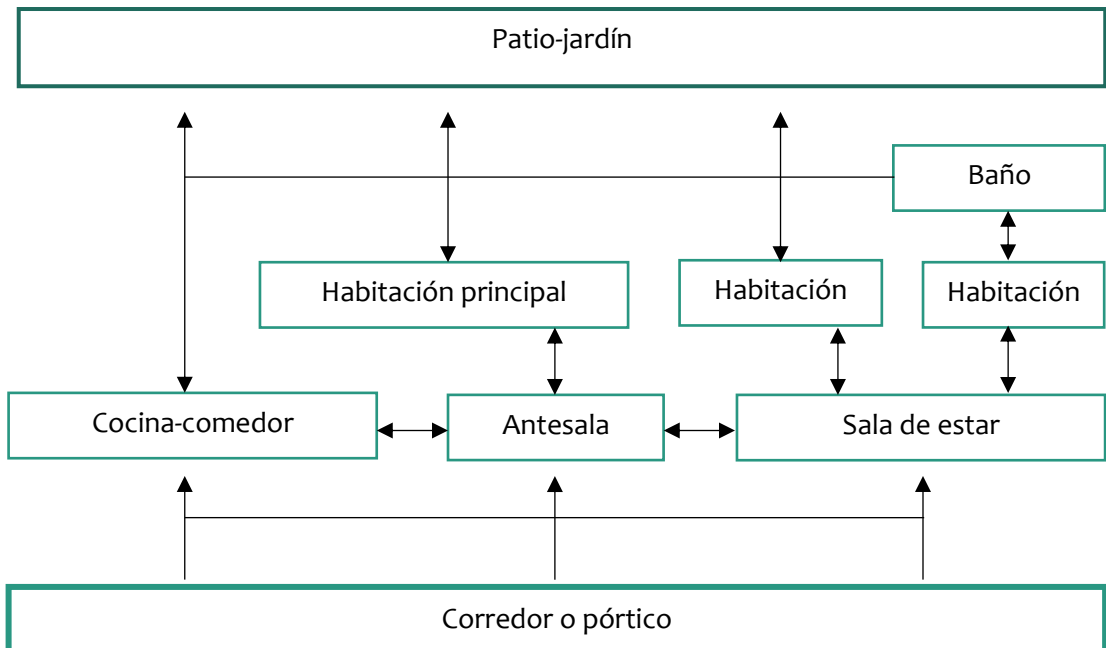 Patio-jardín
Baño
Habitación principal
Habitación
Habitación
Cocina-comedor
Antesala
Sala de estar
Corredor o pórtico